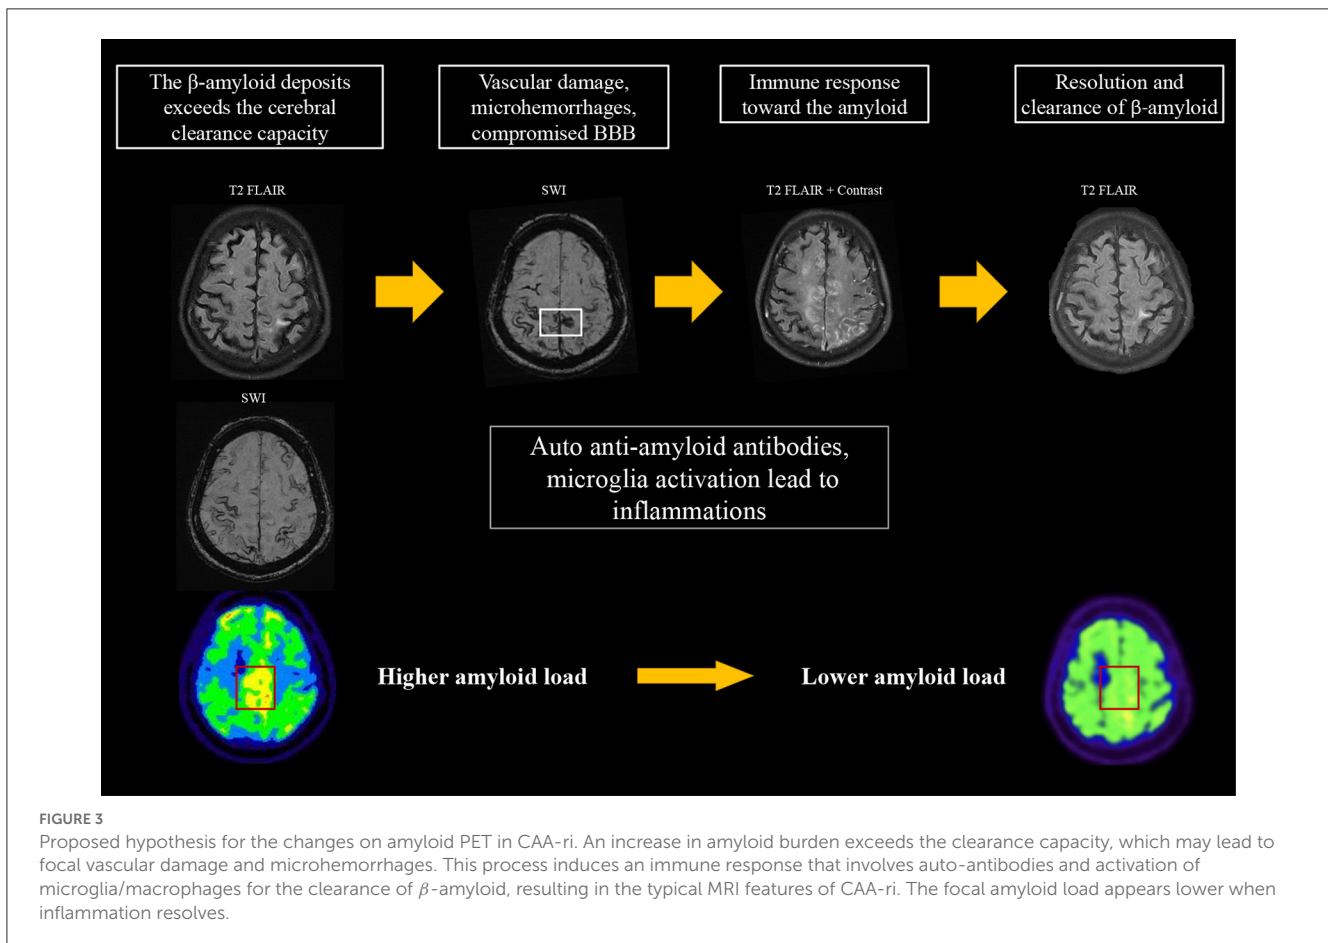 The β-amyloid deposits
exceeds the cerebral
clearance capacity
Vascular damage,
microhemorrhages,
compromised BBB
Immune response
toward the amyloid
Resolution and
clearance of β-amyloid
T2 FLAIR
SWI
T2 FLAIR + Contrast
T2 FLAIR
SWI
Auto anti-amyloid antibodies,
microglia activation lead to
inflammations
Higher amyloid load
Lower amyloid load
FIGURE 3
Proposed hypothesis for the changes on amyloid PET in CAA-ri. An increase in amyloid burden exceeds the clearance capacity, which may lead to
focal vascular damage and microhemorrhages. This process induces an immune response that involves auto-antibodies and activation of
microglia/macrophages for the clearance of β-amyloid, resulting in the typical MRI features of CAA-ri. The focal amyloid load appears lower when
inflammation resolves.